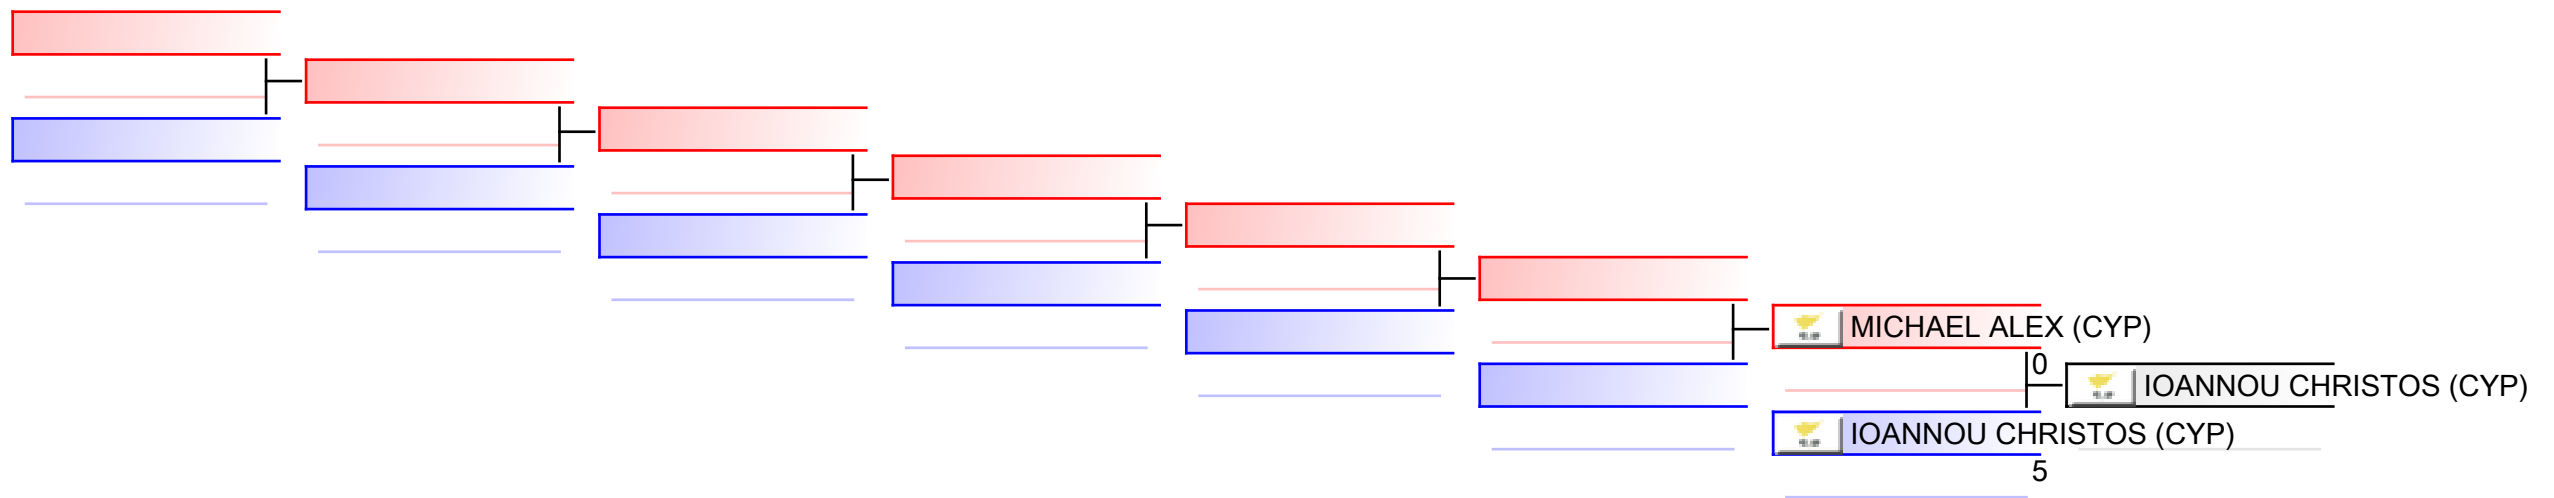 MICHAEL ALEX (CYP)
0
IOANNOU CHRISTOS (CYP)
IOANNOU CHRISTOS (CYP)
5